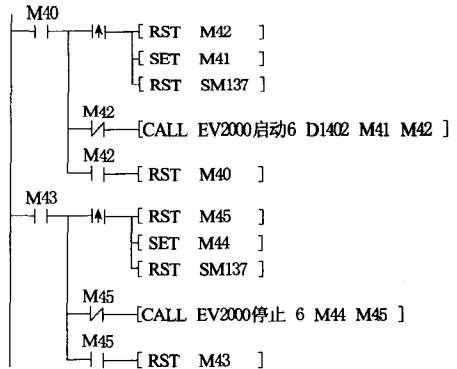 M40
RST M42
SET M41
RST SM137
M42
CALL EV2000启动6 D1402 M41 M42
M42
RST M40
M43
RST M45
SET M44
RST SM137
M45
CALL EV2000停止 6 M44 M45
M45
RST M43